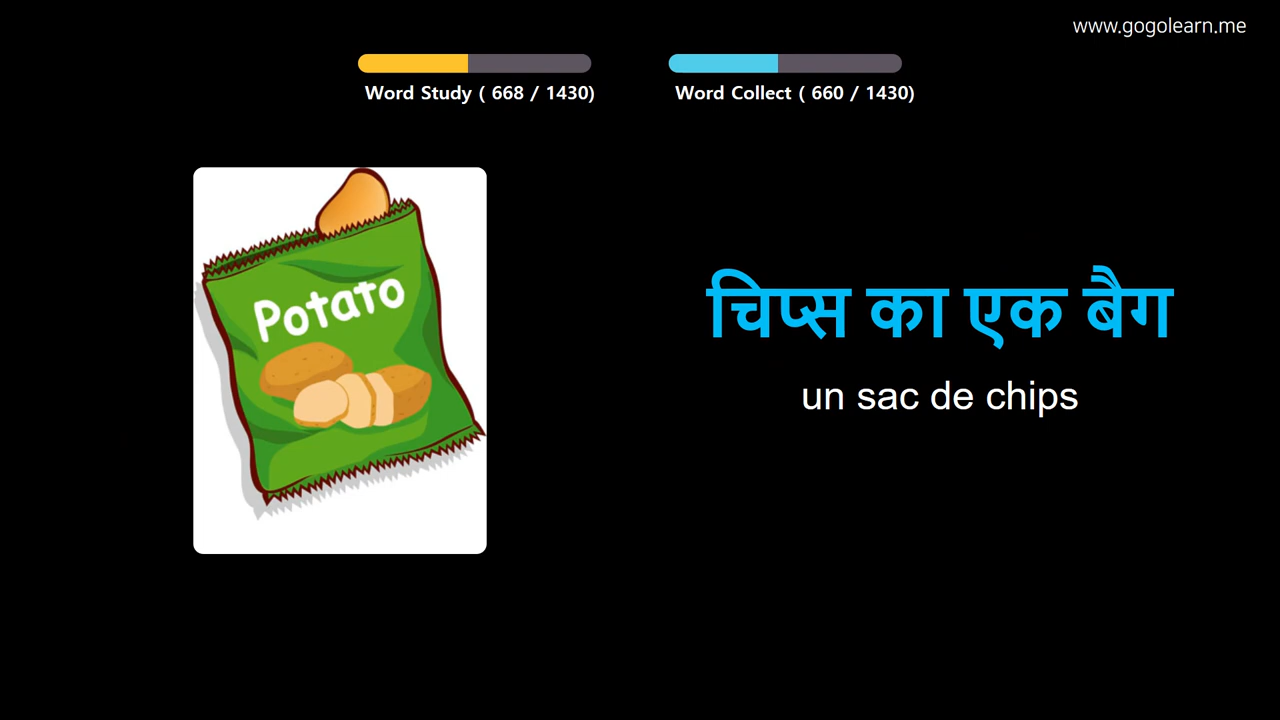 www.gogolearn.me
Word Study ( 668 / 1430)
Word Collect ( 660 / 1430)
Potato
चिप्स का एक बैग
un sac de chips